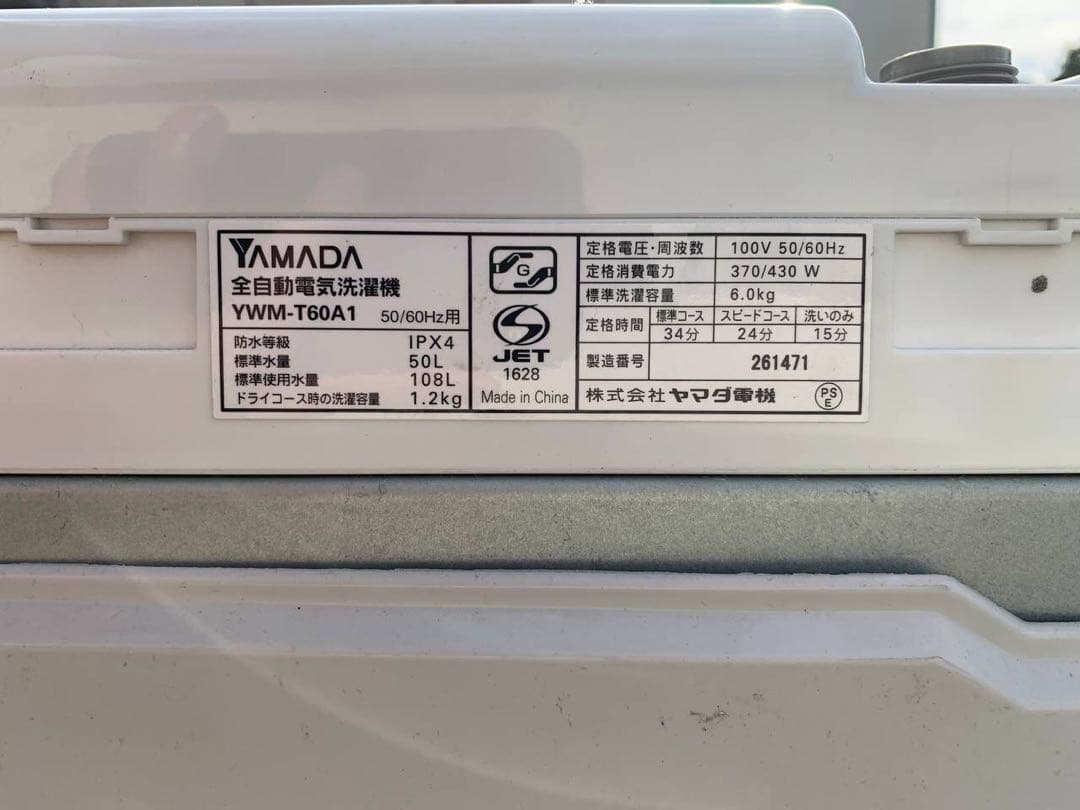 YAMADA
全自動電気洗濯機
YWM-T60A1 50/60Hz用
防水等級 IPX4
標準水量 50L
標準使用水量 108L
ドライコース時の洗濯容量 1.2kg
G
JET
1628
Made in China
定格電圧・周波数 100V 50/60Hz
定格消費電力 370/430 W
標準洗濯容量 6.0kg
定格時間 標準コース スピードコース 洗いのみ
34分 24分 15分
製造番号 261471
株式会社 ヤマダ電機
PS
E